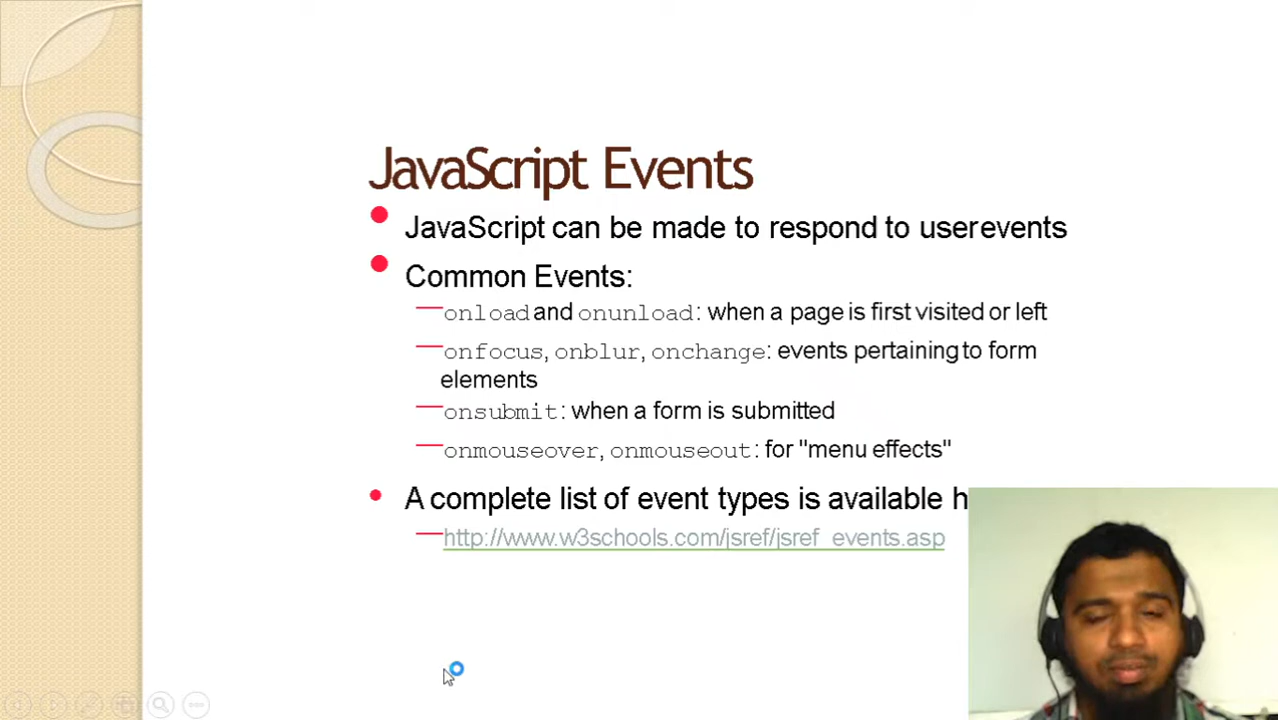 JavaScript Events
JavaScript can be made to respond to userevents
Common Events:
onload and onunload: when a page is first visited or left
onfocus, onblur, onchange: events pertaining to form
elements
onsubmit: when a form is submitted
onmouseover, onmouseout: for "menu effects"
A complete list of event types is available
http://www.w3schools.com/jsref/jsref_events.asp